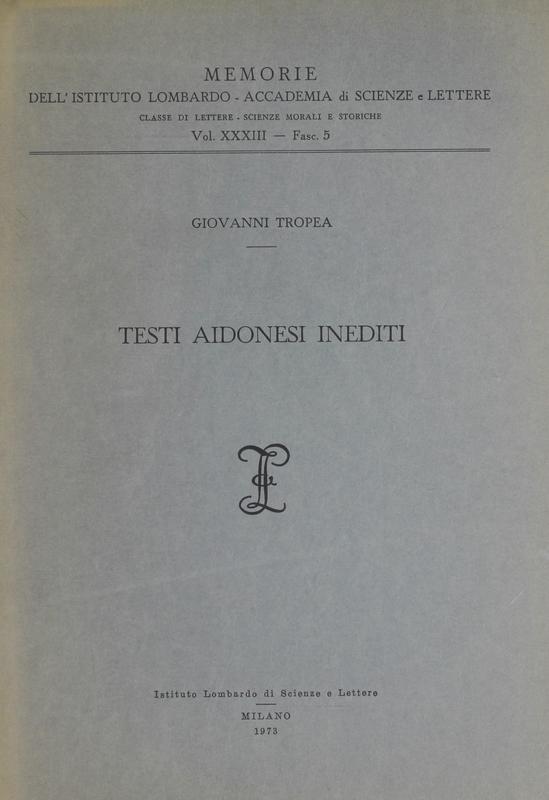 MEMORIE
DELL' ISTITUTO LOMBARDO - ACCADEMIA di SCIENZE e LETTERE
CLASSE DI LETTERE - SCIENZE MORALI E STORICHE
Vol. XXXIII — Fasc. 5
GIOVANNI TROPEA
TESTI AIDONESI INEDITI
Istituto Lombardo di Scienze e Lettere
MILANO
1973